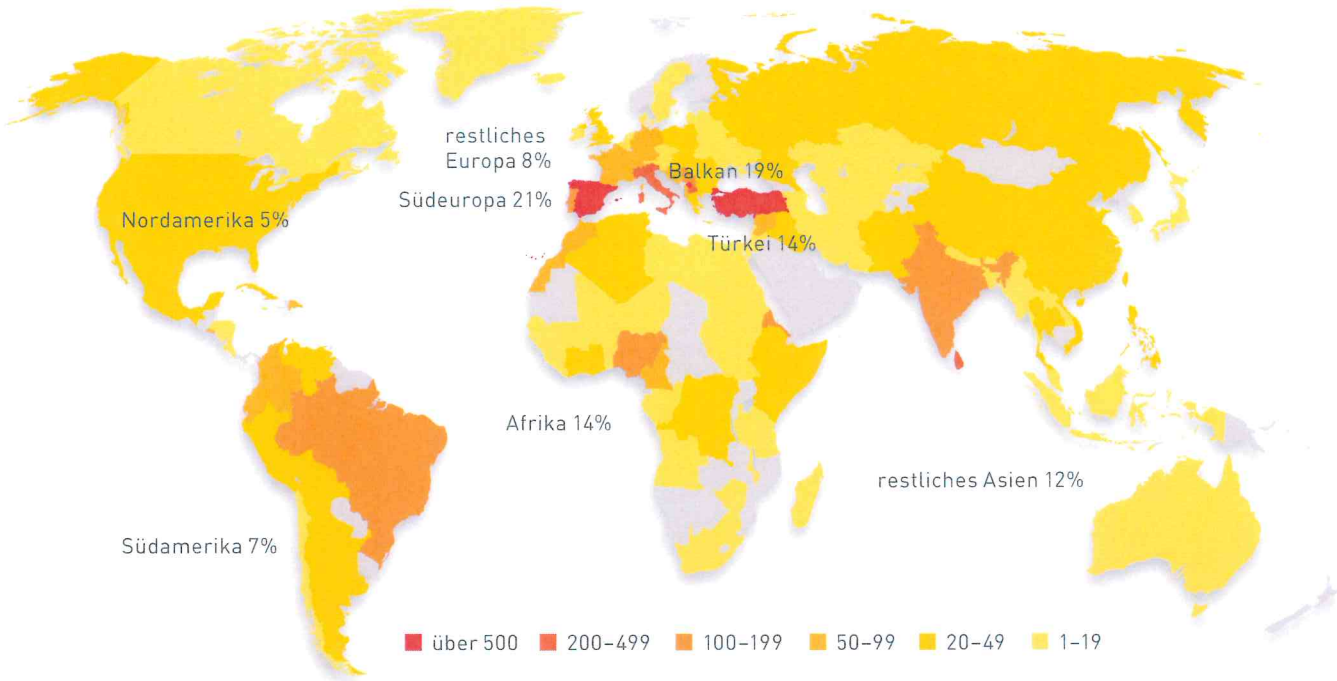 restliches
Europa 8%
Balkan 19%
Südeuropa 21%
Nordamerika 5%
Türkei 14%
Afrika 14%
restliches Asien 12%
Südamerika 7%
über 500 200–499 100–199 50–99 20–49 1–19